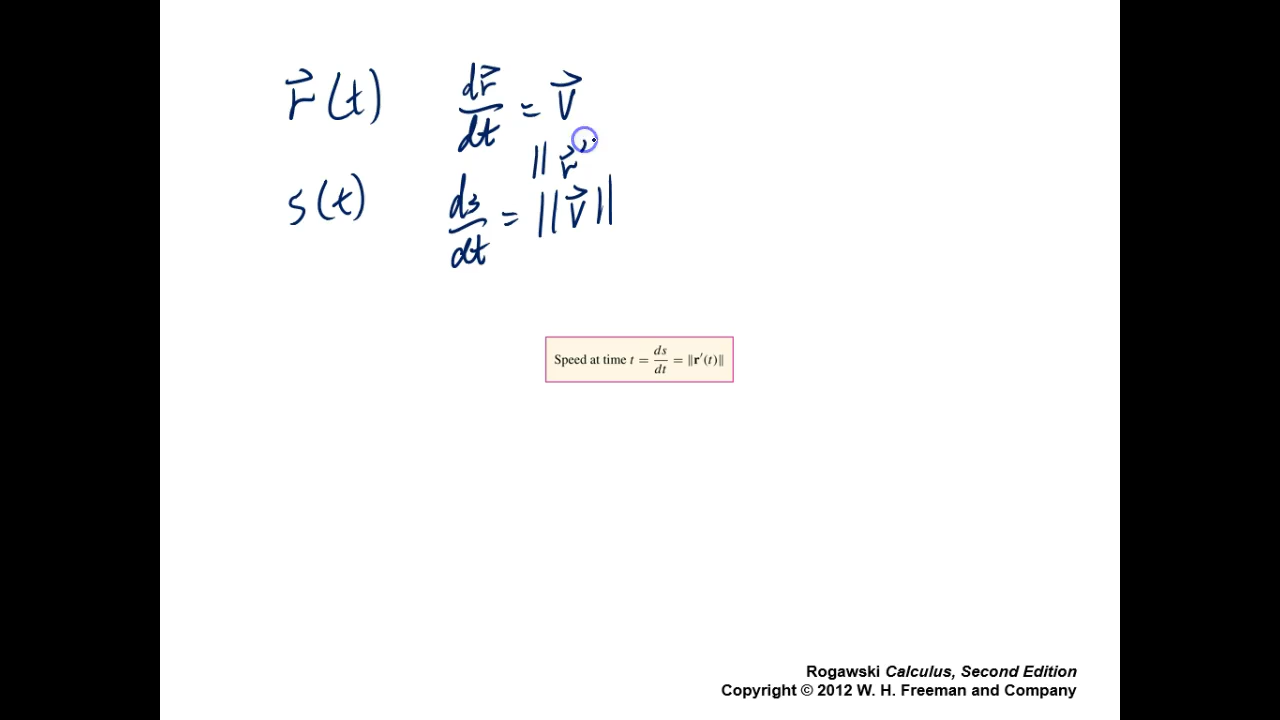 r⃗(t) dr⃗/dt = v⃗
‖ r⃗'
s(t) ds/dt = ‖v⃗‖
Speed at time t = ds/dt = ‖r′(t)‖
Rogawski Calculus, Second Edition
Copyright © 2012 W. H. Freeman and Company